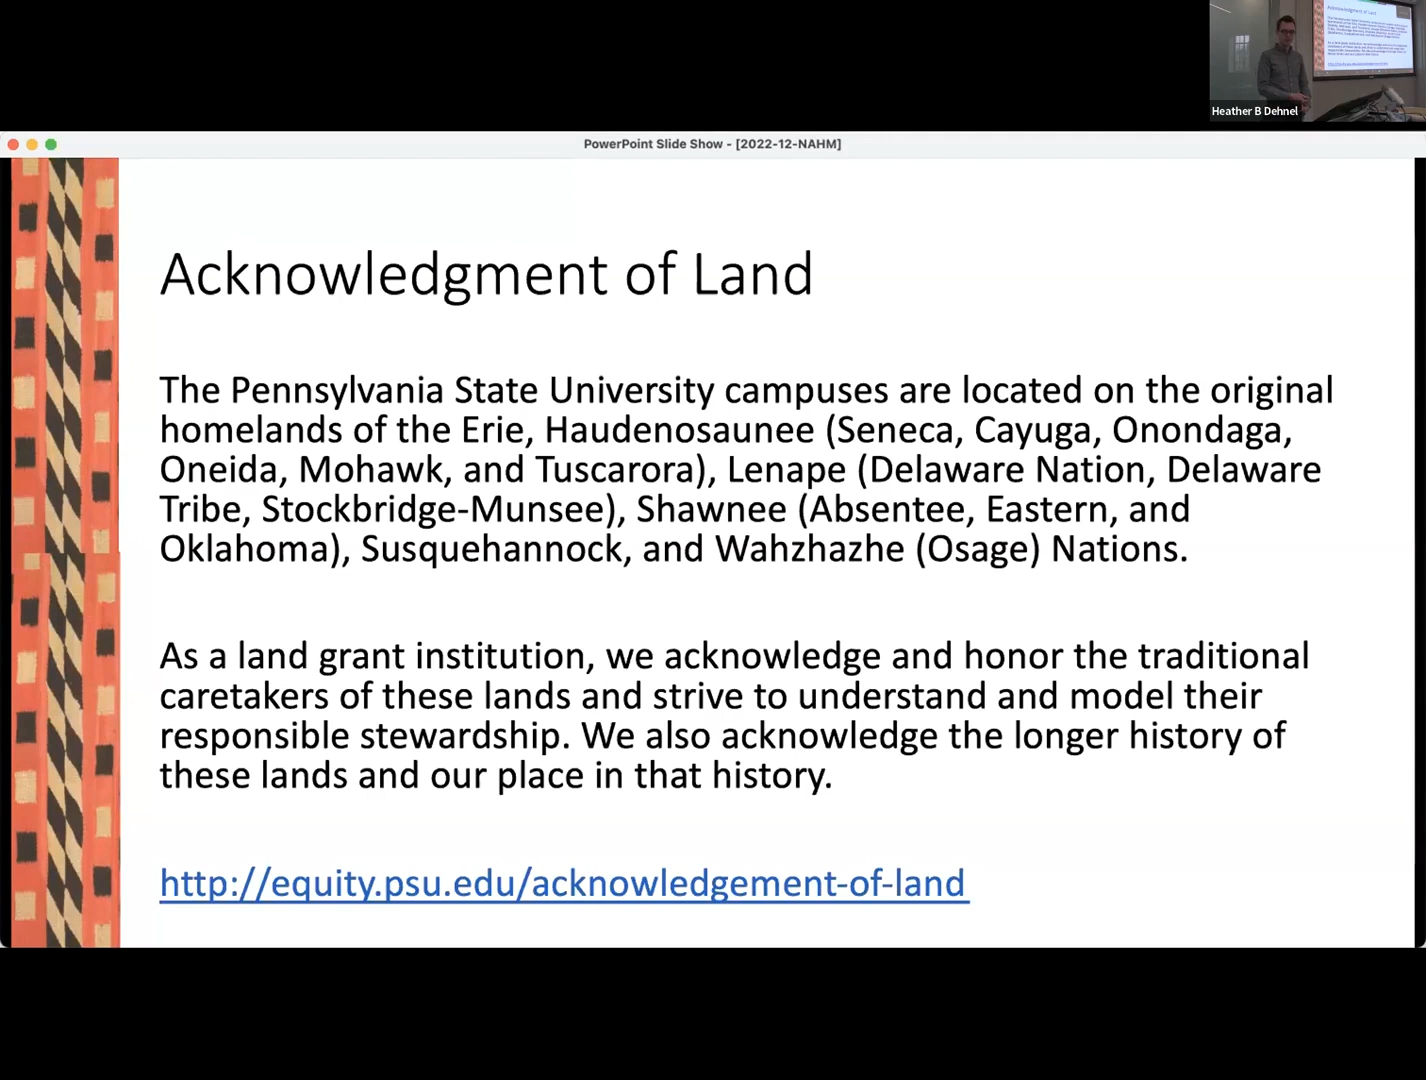 Heather B Dehnel
PowerPoint Slide Show - [2022-12-NAHM]
Acknowledgment of Land
The Pennsylvania State University campuses are located on the original
homelands of the Erie, Haudenosaunee (Seneca, Cayuga, Onondaga,
Oneida, Mohawk, and Tuscarora), Lenape (Delaware Nation, Delaware
Tribe, Stockbridge-Munsee), Shawnee (Absentee, Eastern, and
Oklahoma), Susquehannock, and Wahzhazhe (Osage) Nations.
As a land grant institution, we acknowledge and honor the traditional
caretakers of these lands and strive to understand and model their
responsible stewardship. We also acknowledge the longer history of
these lands and our place in that history.
http://equity.psu.edu/acknowledgement-of-land